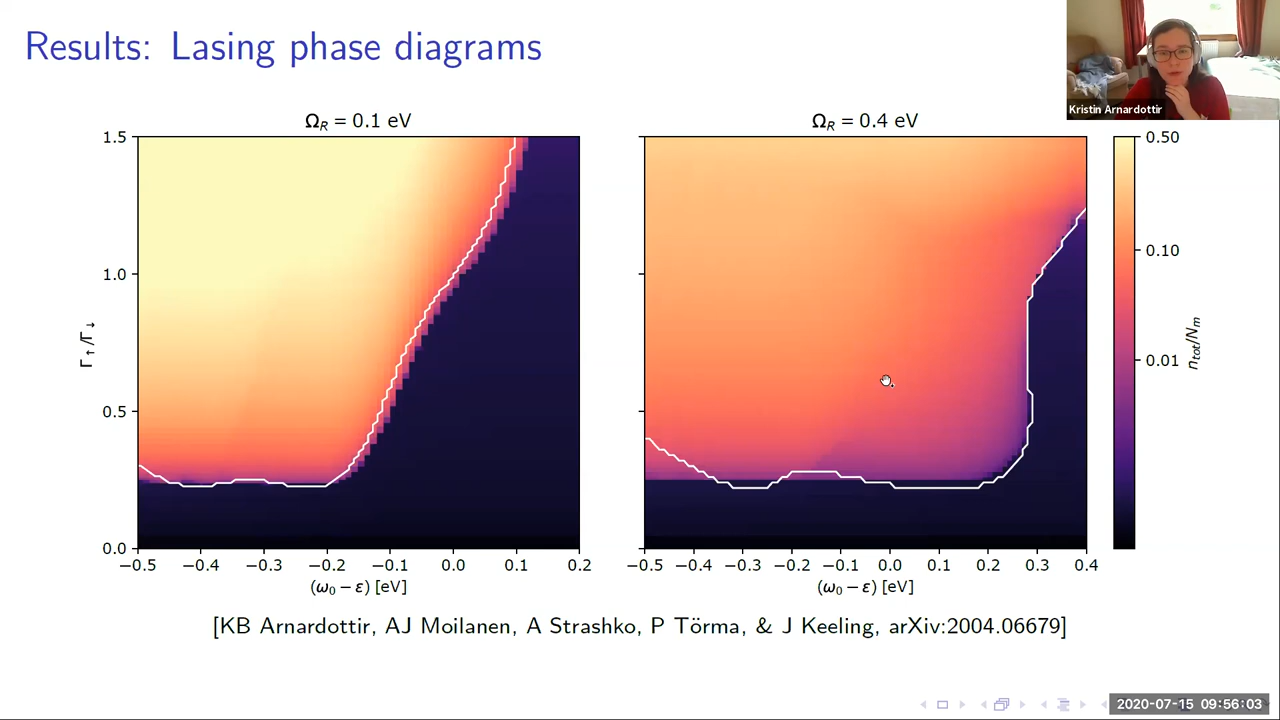 Results: Lasing phase diagrams
Kristin Arnardottir
Ω_R = 0.1 eV
Ω_R = 0.4 eV
1.5
1.0
0.5
0.0
Γ↑/Γ↓
−0.5 −0.4 −0.3 −0.2 −0.1 0.0 0.1 0.2
(ω₀ − ε) [eV]
−0.5 −0.4 −0.3 −0.2 −0.1 0.0 0.1 0.2 0.3 0.4
(ω₀ − ε) [eV]
0.50
0.10
0.01
n_tot/N_m
[KB Arnardottir, AJ Moilanen, A Strashko, P Törma, & J Keeling, arXiv:2004.06679]
2020-07-15 09:56:03